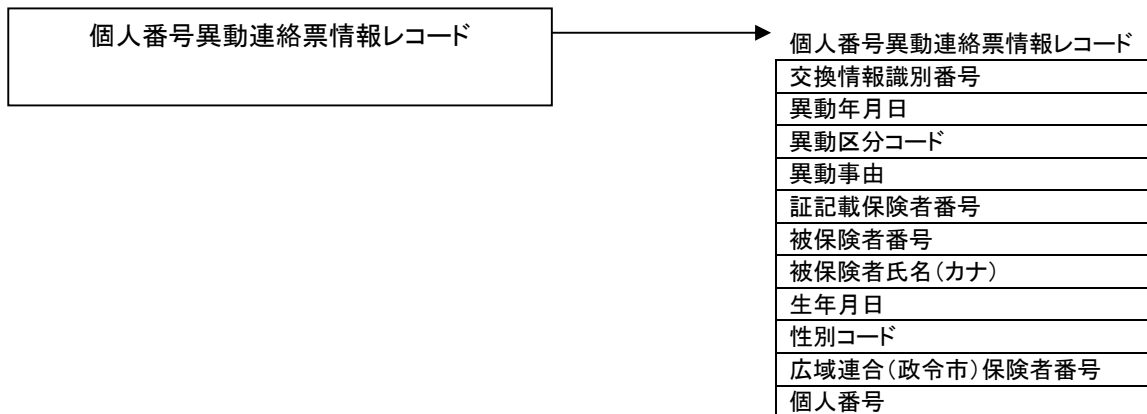 個人番号異動連絡票情報レコード
個人番号異動連絡票情報レコード
交換情報識別番号
異動年月日
異動区分コード
異動事由
証記載保険者番号
被保険者番号
被保険者氏名(カナ)
生年月日
性別コード
広域連合(政令市)保険者番号
個人番号